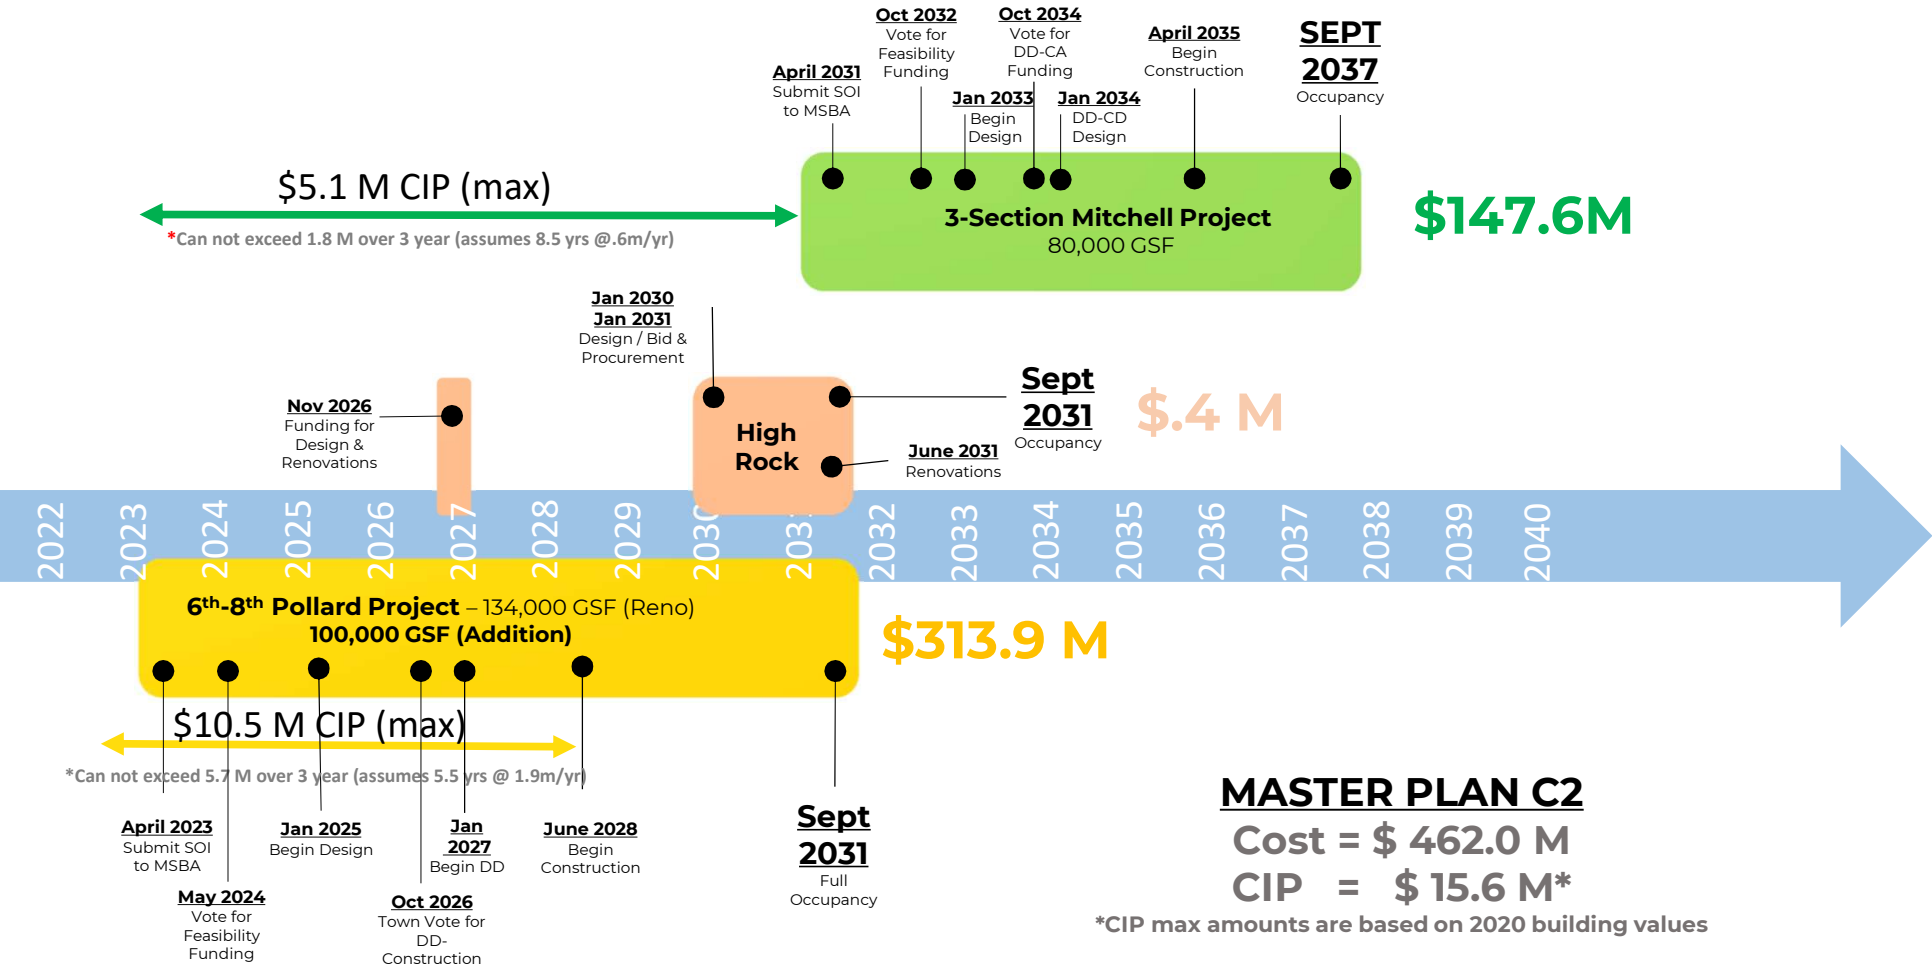 Oct 2032
Vote for
Feasibility
Funding
Oct 2034
Vote for
DD-CA
Funding
April 2035
Begin
Construction
SEPT
2037
Occupancy
April 2031
Submit SOI
to MSBA
Jan 2033
Begin
Design
Jan 2034
DD-CD
Design
$5.1 M CIP (max)
*Can not exceed 1.8 M over 3 year (assumes 8.5 yrs @.6m/yr)
3-Section Mitchell Project
80,000 GSF
$147.6M
Jan 2030
Jan 2031
Design / Bid &
Procurement
Nov 2026
Funding for
Design &
Renovations
High
Rock
Sept
2031
Occupancy
$.4 M
June 2031
Renovations
2022
2023
2024
2025
2026
2027
2028
2029
2030
2031
2032
2033
2034
2035
2036
2037
2038
2039
2040
6th-8th Pollard Project – 134,000 GSF (Reno)
100,000 GSF (Addition)
$313.9 M
$10.5 M CIP (max)
*Can not exceed 5.7 M over 3 year (assumes 5.5 yrs @ 1.9m/yr)
April 2023
Submit SOI
to MSBA
May 2024
Vote for
Feasibility
Funding
Jan 2025
Begin Design
Oct 2026
Town Vote for
DD-
Construction
Jan
2027
Begin DD
June 2028
Begin
Construction
Sept
2031
Full
Occupancy
MASTER PLAN C2
Cost = $ 462.0 M
CIP = $ 15.6 M*
*CIP max amounts are based on 2020 building values